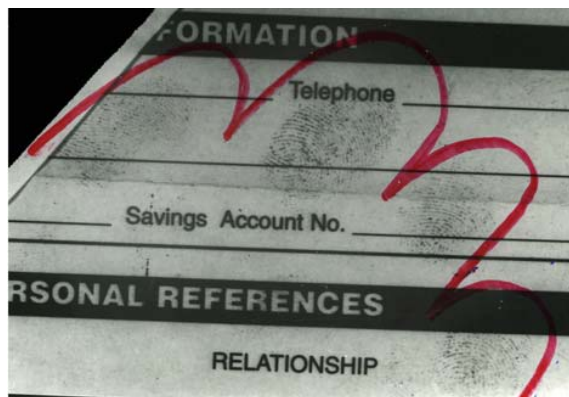 FORMATION
Telephone
Savings Account No.
RSONAL REFERENCES
RELATIONSHIP